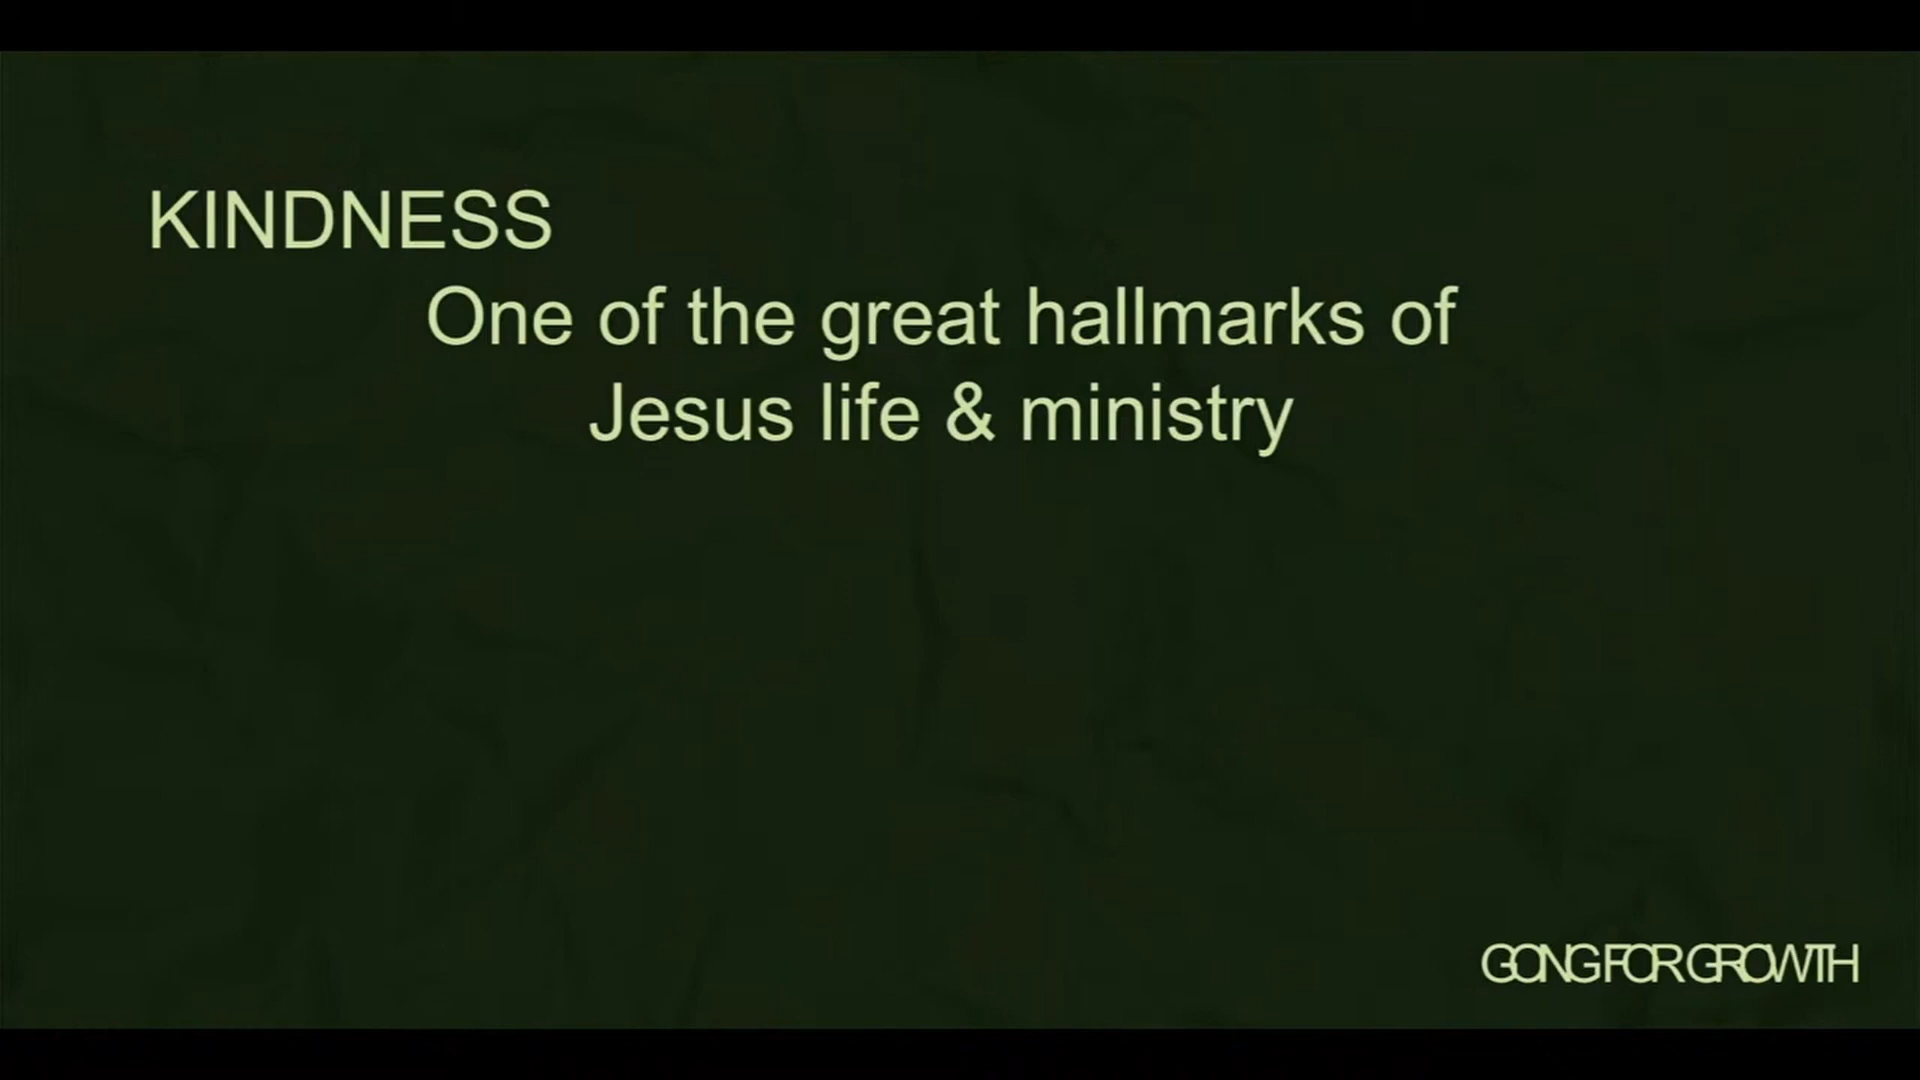 KINDNESS
One of the great hallmarks of
Jesus life & ministry
GOING FOR GROWTH